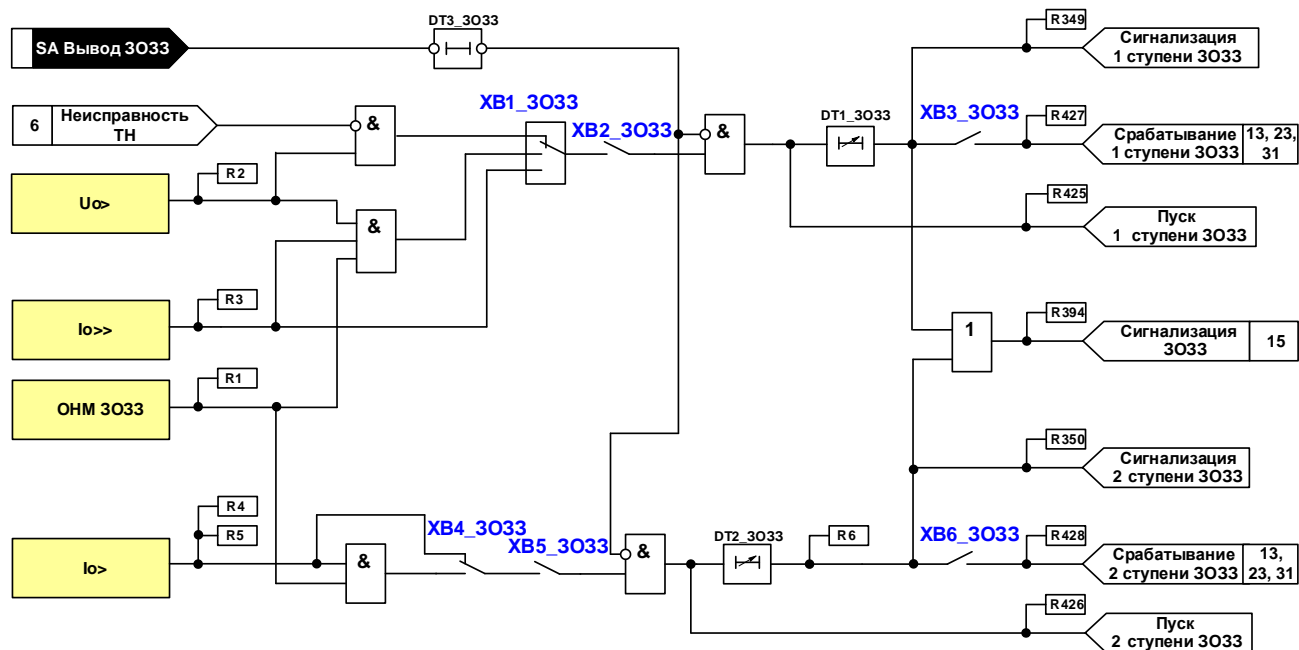 DT3_ЗОЗЗ
R349
SA Вывод ЗОЗЗ
Сигнализация
1 ступени ЗОЗЗ
6
Неисправность
ТН
&
XB1_ЗОЗЗ
XB2_ЗОЗЗ
&
DT1_ЗОЗЗ
XB3_ЗОЗЗ
R427
Срабатывание
1 ступени ЗОЗЗ
13, 23,
31
R2
Uo>
&
R425
Пуск
1 ступени ЗОЗЗ
R3
Io>>
R394
1
Сигнализация
ЗОЗЗ
15
R1
ОНМ ЗОЗЗ
R350
Сигнализация
2 ступени ЗОЗЗ
R4
R5
Io>
&
XB4_ЗОЗЗ
XB5_ЗОЗЗ
&
DT2_ЗОЗЗ
R6
XB6_ЗОЗЗ
R428
Срабатывание
2 ступени ЗОЗЗ
13,
23, 31
R426
Пуск
2 ступени ЗОЗЗ